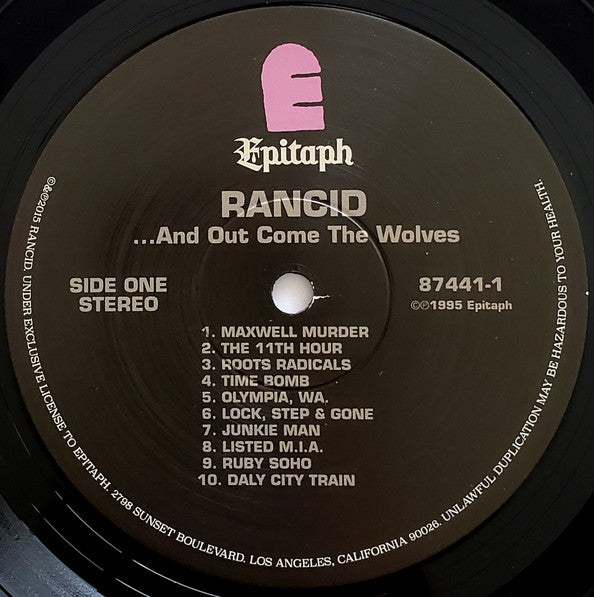 E
Epitaph
RANCID
...And Out Come The Wolves
SIDE ONE
STEREO
87441-1
©℗1995 Epitaph
1. MAXWELL MURDER
2. THE 11TH HOUR
3. ROOTS RADICALS
4. TIME BOMB
5. OLYMPIA, WA.
6. LOCK, STEP & GONE
7. JUNKIE MAN
8. LISTED M.I.A.
9. RUBY SOHO
10. DALY CITY TRAIN
©&℗2015 RANCID. UNDER EXCLUSIVE LICENSE TO EPITAPH. 2798 SUNSET BOULEVARD. LOS ANGELES, CALIFORNIA 90026. UNLAWFUL DUPLICATION MAY BE HAZARDOUS TO YOUR HEALTH.